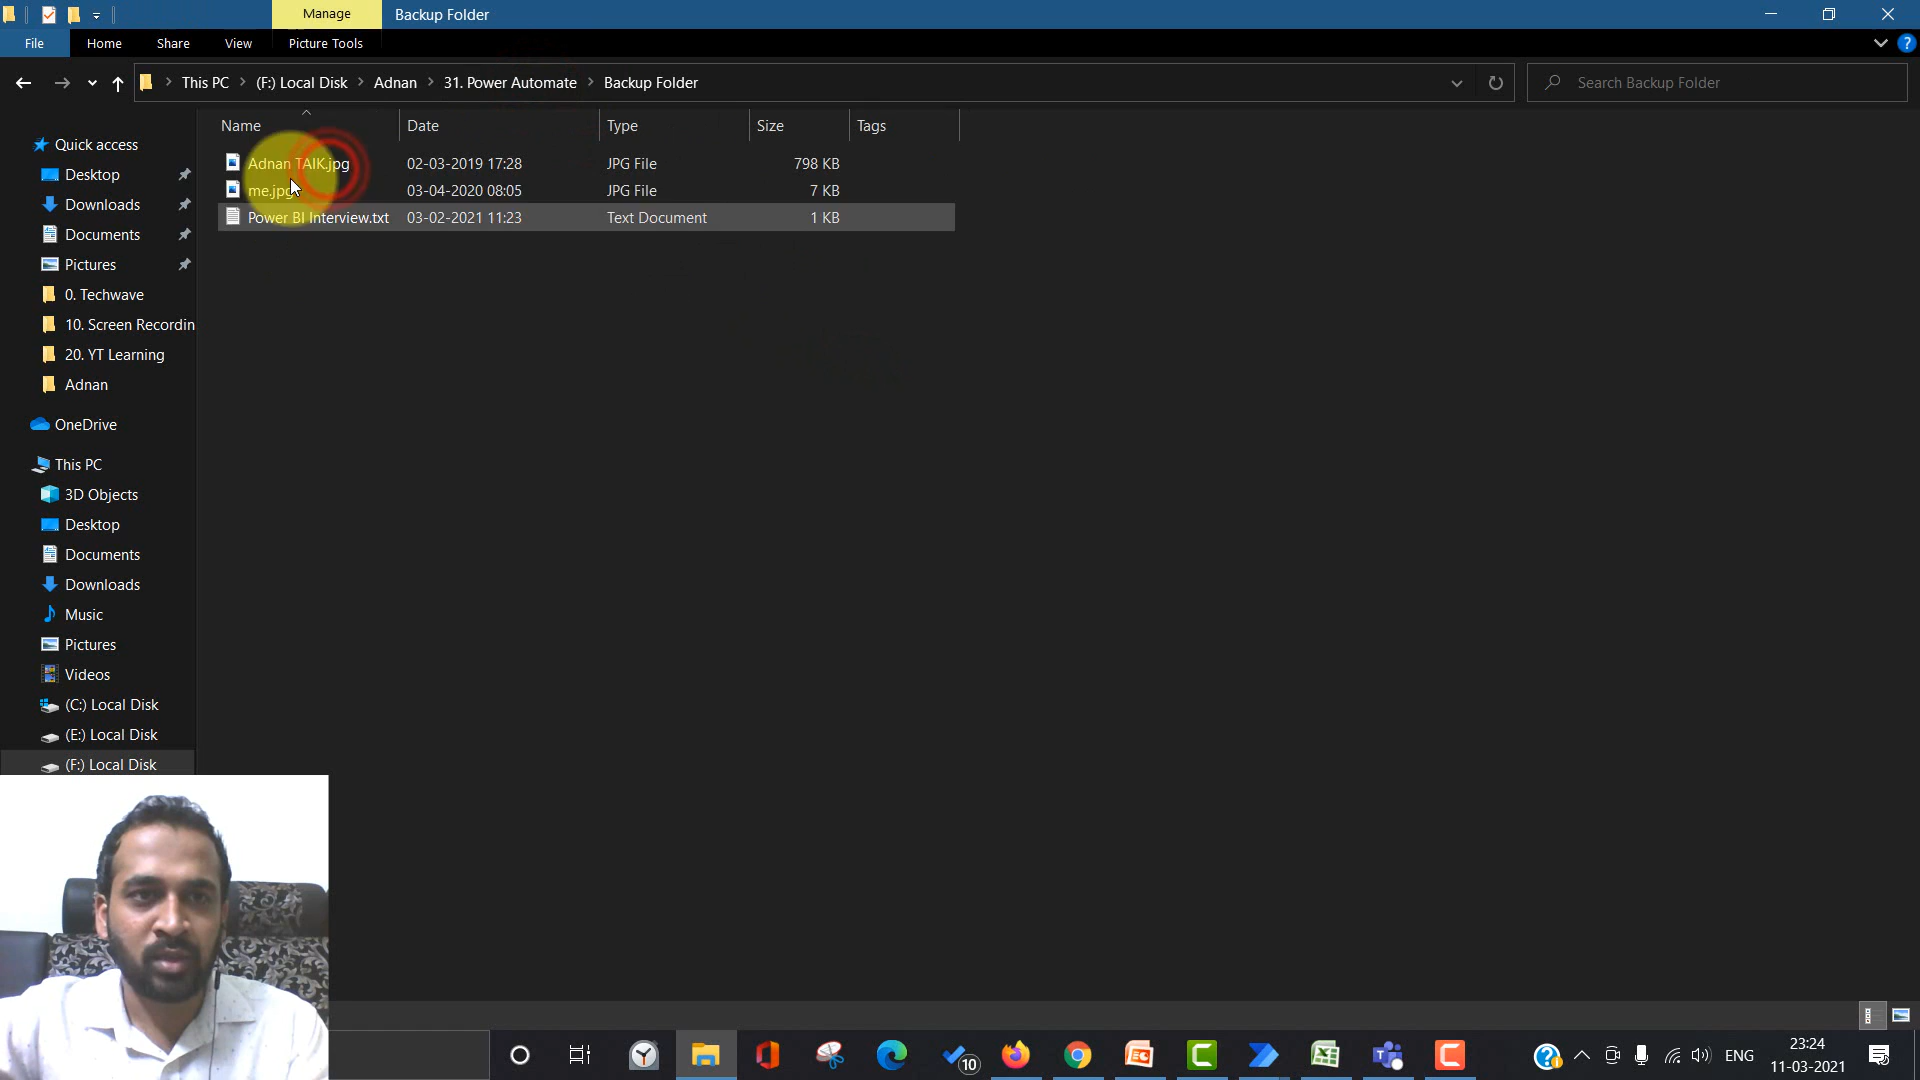 Manage
Backup Folder
File
Home
Share
View
Picture Tools
This PC
(F:) Local Disk
Adnan
31. Power Automate
Backup Folder
Search Backup Folder
Name
Date
Type
Size
Tags
Adnan TAIK.jpg
02-03-2019 17:28
JPG File
798 KB
me.jpg
03-04-2020 08:05
JPG File
7 KB
Power BI Interview.txt
03-02-2021 11:23
Text Document
1 KB
Quick access
Desktop
Downloads
Documents
Pictures
0. Techwave
10. Screen Recordin
20. YT Learning
Adnan
OneDrive
This PC
3D Objects
Desktop
Documents
Downloads
Music
Pictures
Videos
(C:) Local Disk
(E:) Local Disk
(F:) Local Disk
10
ENG
23:24
11-03-2021